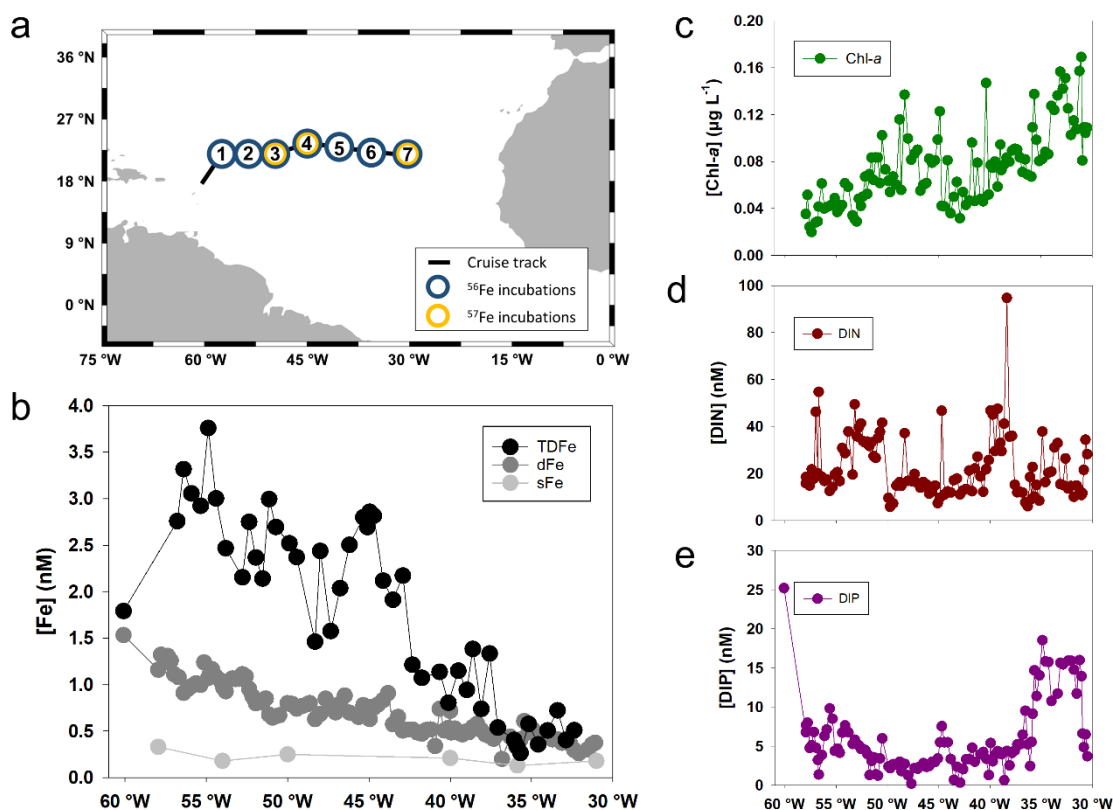 a
36 °N
27 °N
18 °N
9 °N
0 °N
75 °W 60 °W 45 °W 30 °W 15 °W 0 °W
1 2 3 4 5 6 7
Cruise track
⁵⁶Fe incubations
⁵⁷Fe incubations
b
[Fe] (nM)
4.0
3.5
3.0
2.5
2.0
1.5
1.0
0.5
0.0
TDFe
dFe
sFe
60 °W 55 °W 50 °W 45 °W 40 °W 35 °W 30 °W
c
[Chl-a] (µg L⁻¹)
0.20
0.16
0.12
0.08
0.04
0.00
Chl-a
d
[DIN] (nM)
100
80
60
40
20
0
DIN
e
[DIP] (nM)
30
25
20
15
10
5
0
DIP
60 °W 55 °W 50 °W 45 °W 40 °W 35 °W 30 °W